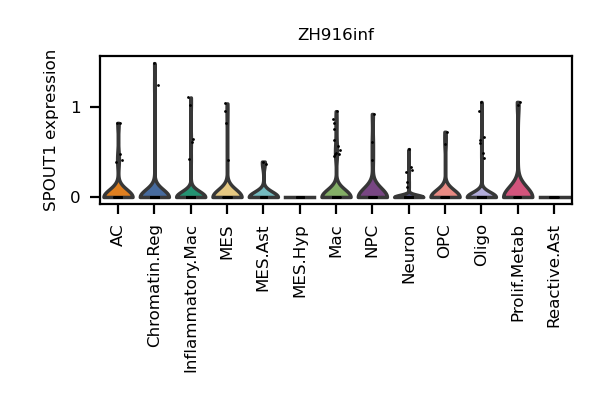 ZH916inf
SPOUT1 expression
1
0
AC
Chromatin.Reg
Inflammatory.Mac
MES
MES.Ast
MES.Hyp
Mac
NPC
Neuron
OPC
Oligo
Prolif.Metab
Reactive.Ast